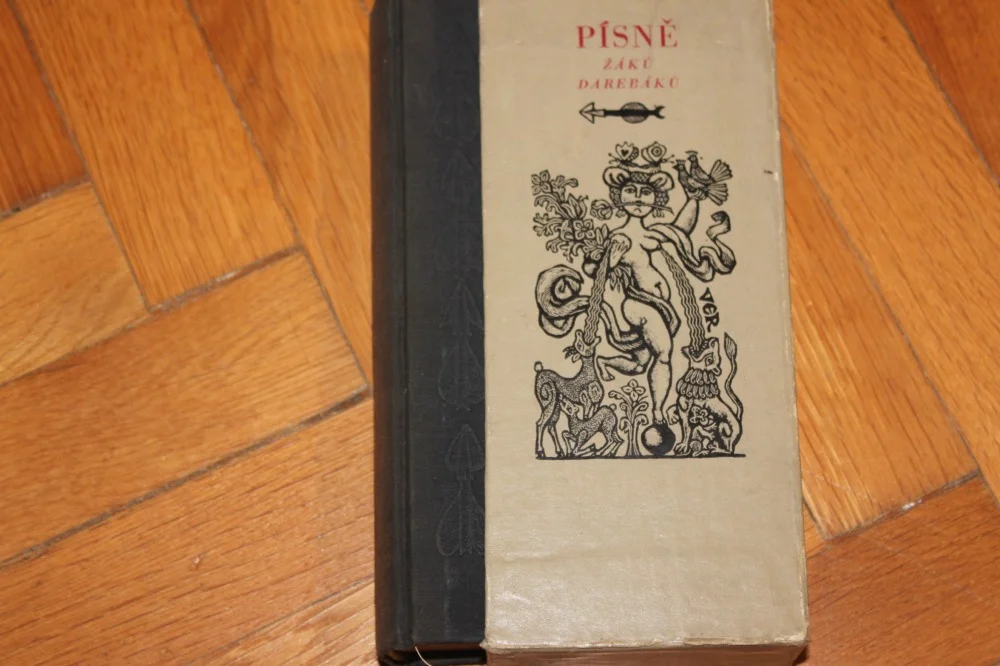 PÍSNĚ
ŽÁKŮ
DAREBÁKŮ
VER